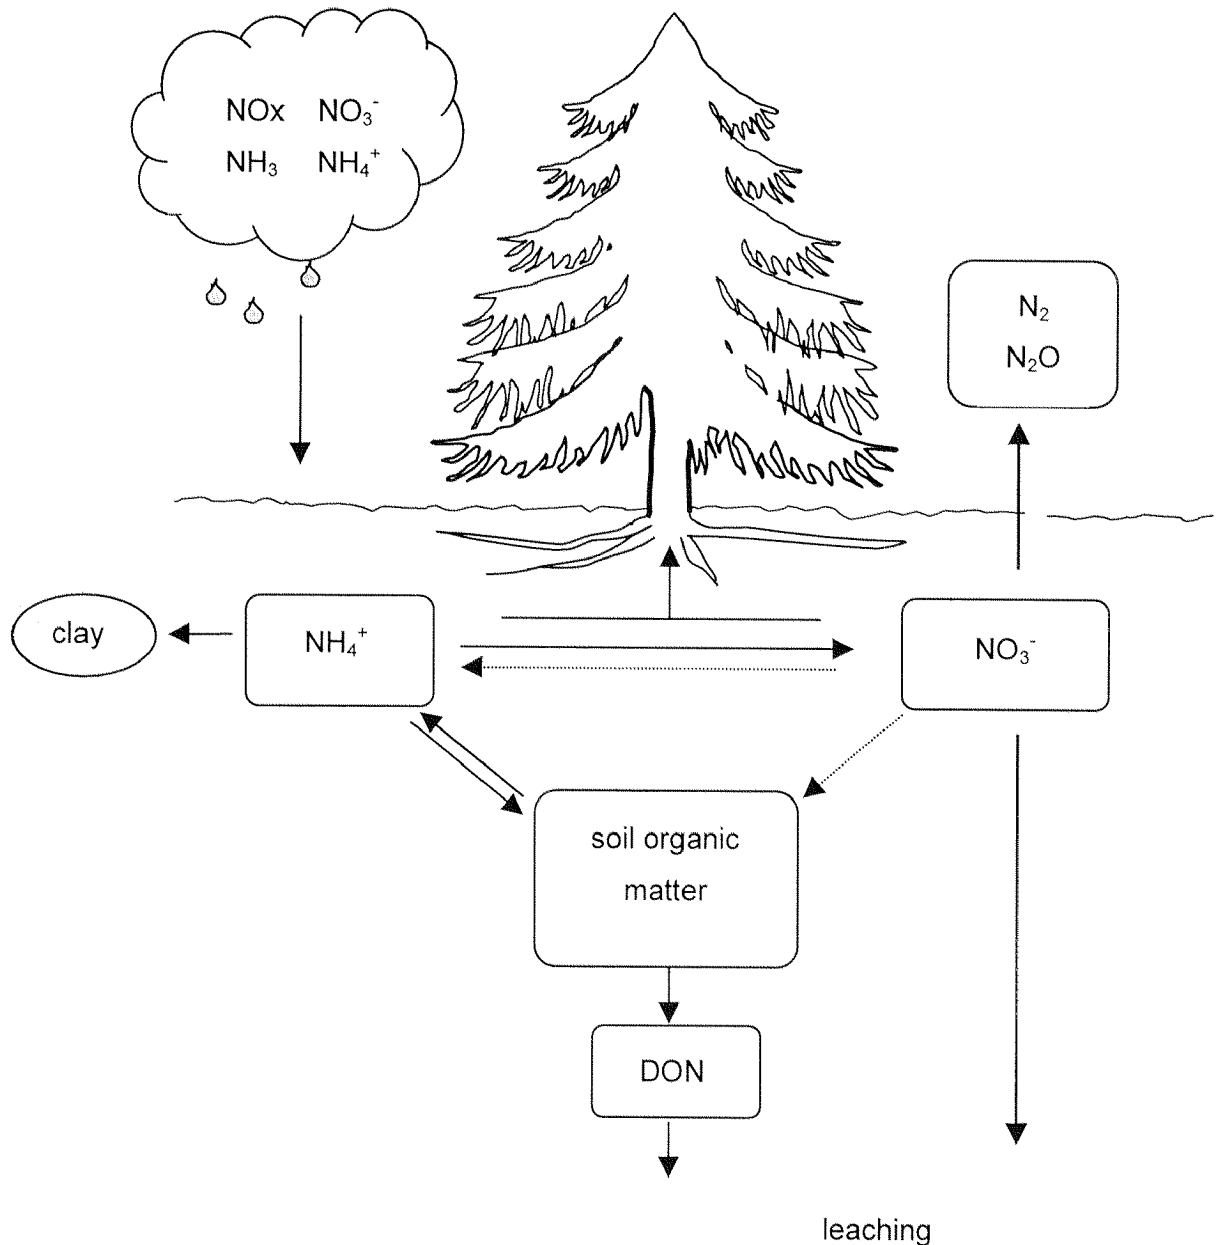 NOx NO₃⁻
NH₃ NH₄⁺
N₂
N₂O
clay
NH₄⁺
NO₃⁻
soil organic
matter
DON
leaching